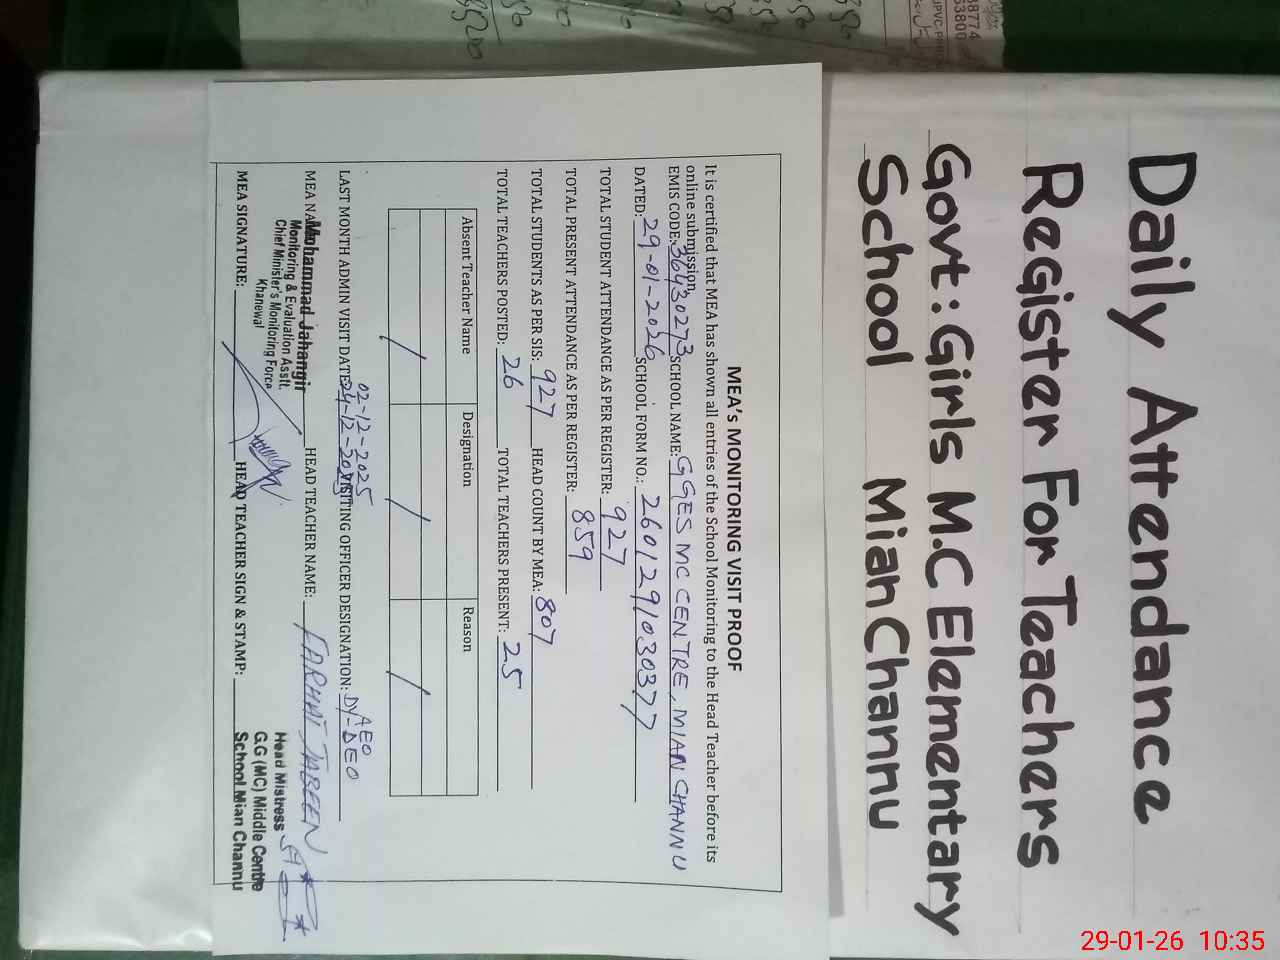 Daily Attendance
Register For Teachers
Govt: Girls M.C Elementary
School Mian Channu
MEA's MONITORING VISIT PROOF
It is certified that MEA has shown all entries of the School Monitoring to the Head Teacher before its
online submission.
EMIS CODE: 36430273 SCHOOL NAME: GGES MC CENTRE, MIAN CHANNU
DATED: 29-01-2026 SCHOOL FORM NO.: 2601291030377
TOTAL STUDENT ATTENDANCE AS PER REGISTER: 927
TOTAL PRESENT ATTENDANCE AS PER REGISTER: 859
TOTAL STUDENTS AS PER SIS: 927 HEAD COUNT BY MEA: 807
TOTAL TEACHERS POSTED: 26 TOTAL TEACHERS PRESENT: 25
Absent Teacher Name Designation Reason
/ / /
02-12-2025 AEO
LAST MONTH ADMIN VISIT DATE: 24-12-2025 VISITING OFFICER DESIGNATION: DY-DEO
MEA NAME: HEAD TEACHER NAME: FARHAT JABEEN
Mohammad Jahangir
Monitoring & Evaluation Asstt.
Chief Minister's Monitoring Force
Khanewal
Head Mistress
G.G (MC) Middle Centre
School Mian Channu
MEA SIGNATURE: HEAD TEACHER SIGN & STAMP:
29-01-26 10:35